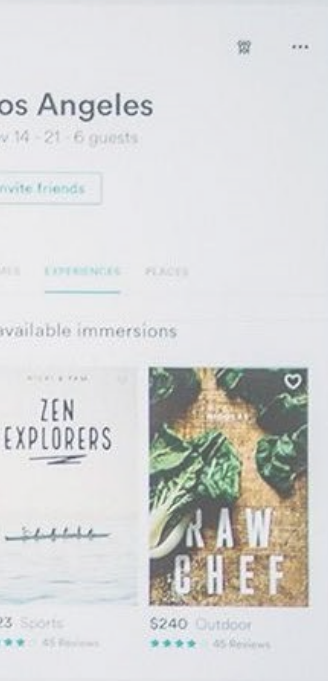 os Angeles
v 14 - 21 - 6 guests
nvite friends
MES EXPERIENCES PLACES
available immersions
ZEN
EXPLORERS
RAW
CHEF
23 Sports
45 Reviews
$240 Outdoor
45 Reviews